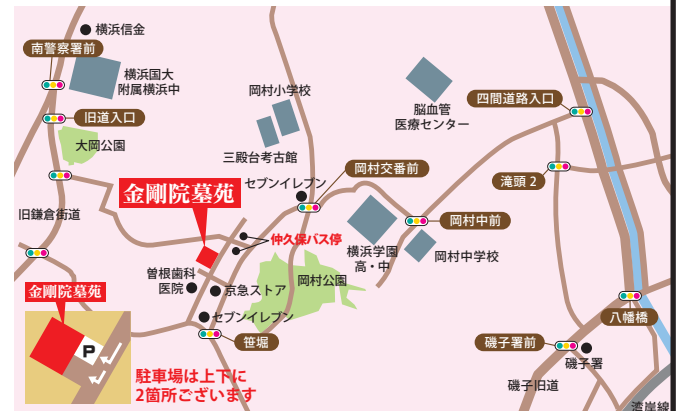 横浜信金
南警察署前
横浜国大
附属横浜中
旧道入口
大岡公園
岡村小学校
三殿台考古館
脳血管
医療センター
四間道路入口
岡村交番前
滝頭 2
セブンイレブン
金剛院墓苑
旧鎌倉街道
仲久保バス停
横浜学園
高・中
岡村中前
岡村中学校
曽根歯科
医院
京急ストア
岡村公園
セブンイレブン
笹堀
金剛院墓苑
P
駐車場は上下に
2箇所ございます
八幡橋
磯子署前
磯子署
磯子旧道
湾岸線